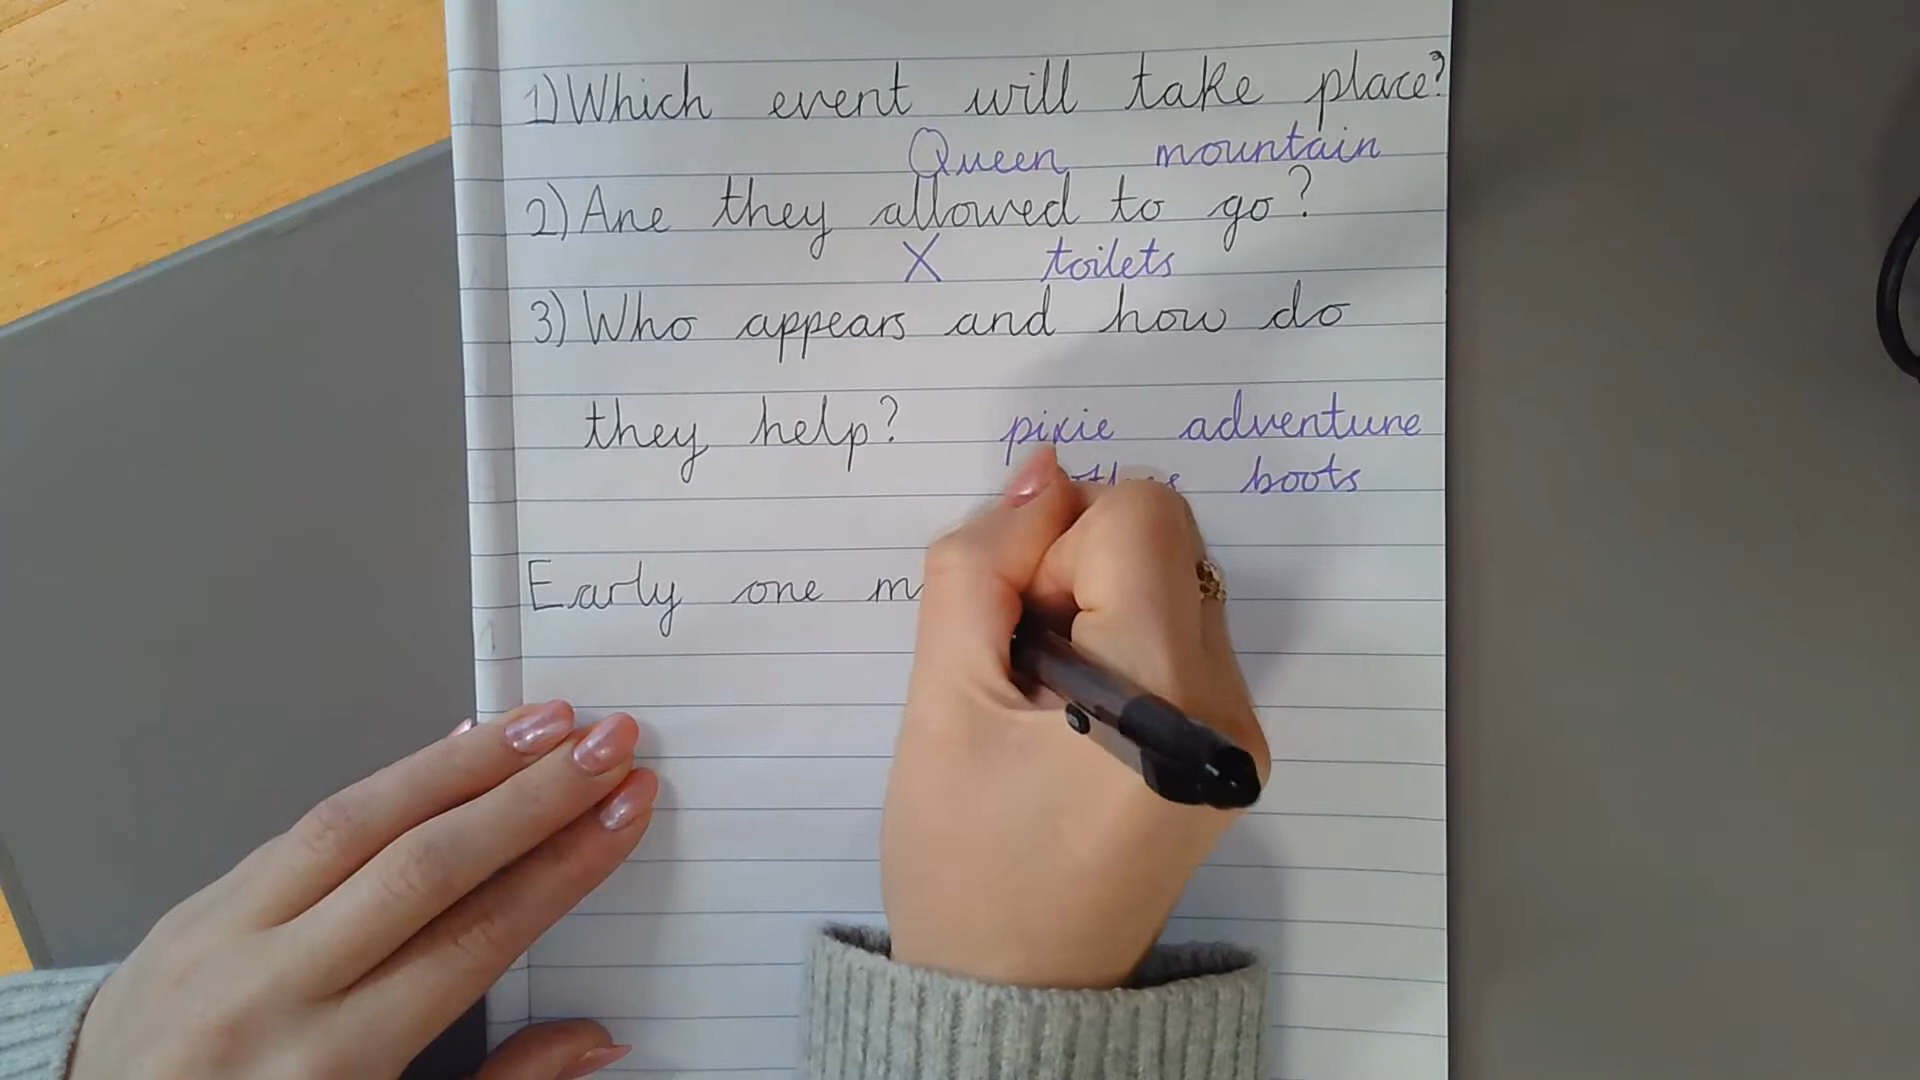 1) Which event will take place?
Queen mountain
2) Are they allowed to go?
X toilets
3) Who appears and how do
they help? pixie adventure
boots
Early one